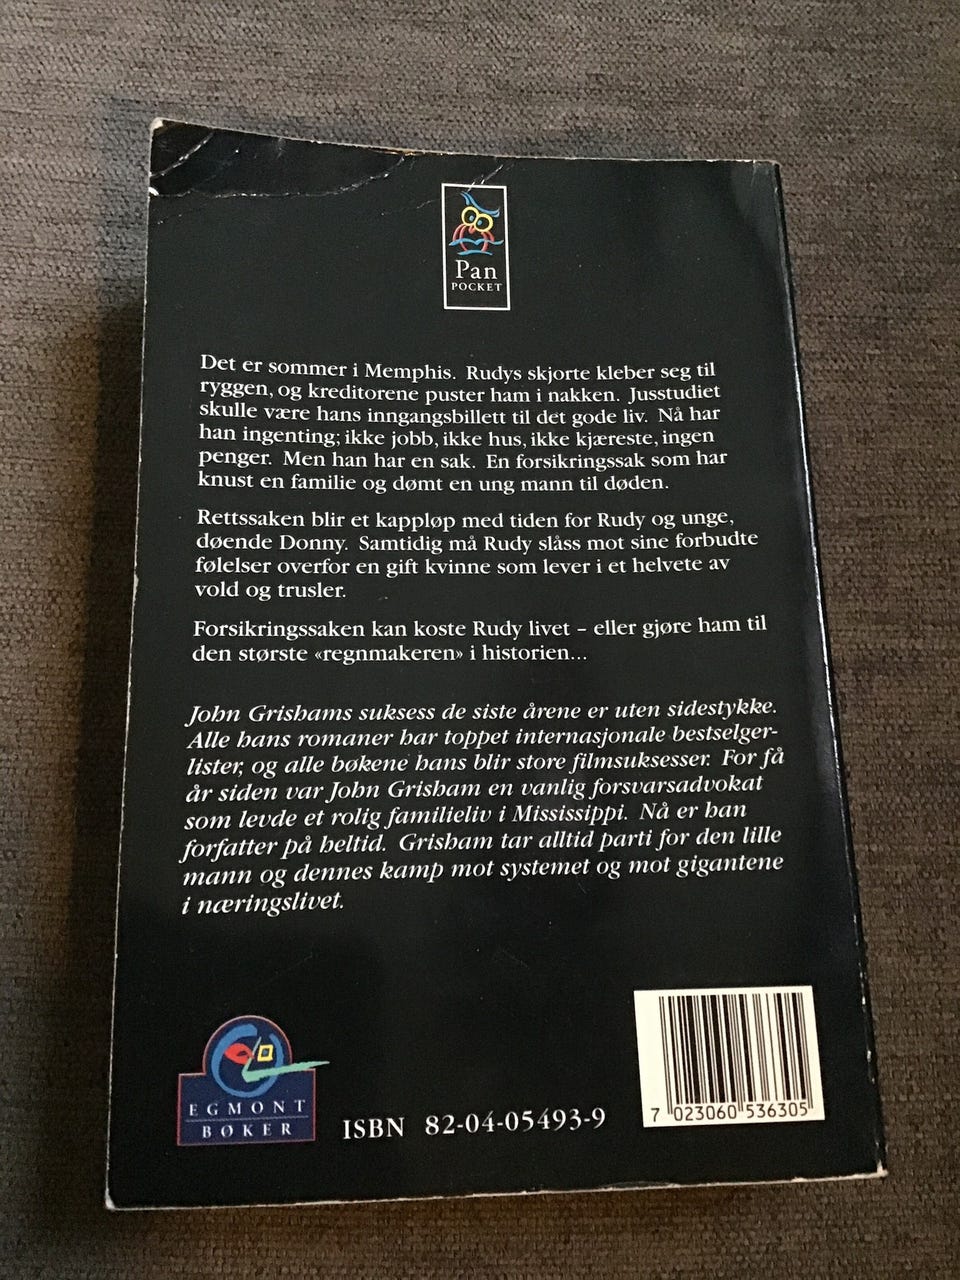 Pan
POCKET
Det er sommer i Memphis. Rudys skjorte kleber seg til
ryggen, og kreditorene puster ham i nakken. Jusstudiet
skulle være hans inngangsbillett til det gode liv. Nå har
han ingenting; ikke jobb, ikke hus, ikke kjæreste, ingen
penger. Men han har en sak. En forsikringssak som har
knust en familie og dømt en ung mann til døden.
Rettssaken blir et kappløp med tiden for Rudy og unge,
døende Donny. Samtidig må Rudy slåss mot sine forbudte
følelser overfor en gift kvinne som lever i et helvete av
vold og trusler.
Forsikringssaken kan koste Rudy livet – eller gjøre ham til
den største «regnmakeren» i historien...
John Grishams suksess de siste årene er uten sidestykke.
Alle hans romaner har toppet internasjonale bestselger-
lister, og alle bøkene hans blir store filmsuksesser. For få
år siden var John Grisham en vanlig forsvarsadvokat
som levde et rolig familieliv i Mississippi. Nå er han
forfatter på heltid. Grisham tar alltid parti for den lille
mann og dennes kamp mot systemet og mot gigantene
i næringslivet.
EGMONT
BØKER
ISBN 82-04-05493-9
7 023060 536305